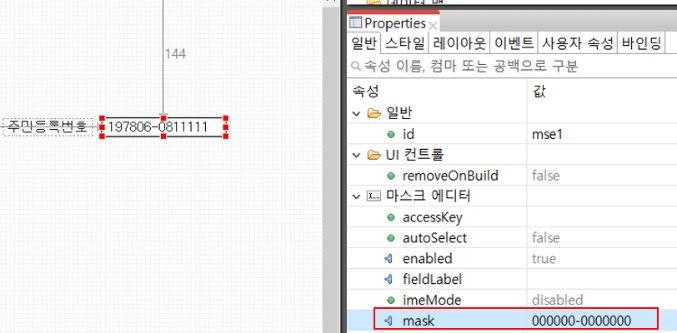 144
주민등록번호 197806-0811111
Properties
일반 스타일 레이아웃 이벤트 사용자 속성 바인딩
속성 이름, 컴마 또는 공백으로 구분
속성 값
일반
id mse1
UI 컨트롤
removeOnBuild false
마스크 에디터
accessKey
autoSelect false
enabled true
fieldLabel
imeMode disabled
mask 000000-0000000